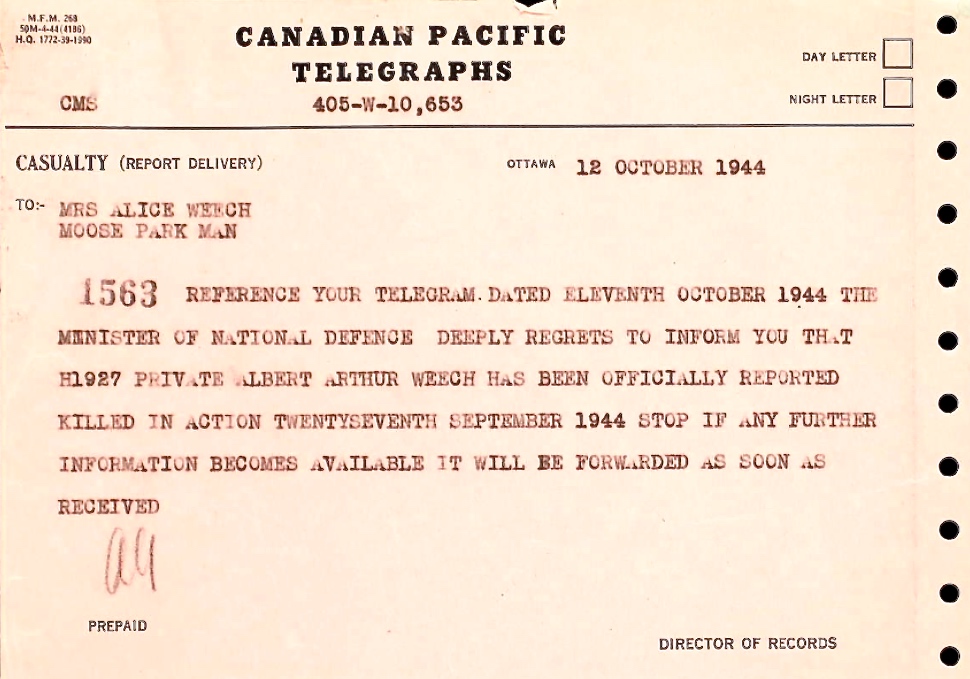 M.F.M. 268
50M-4-44 (4186)
H.Q. 1772-39-1990
CANADIAN PACIFIC
TELEGRAPHS
DAY LETTER
NIGHT LETTER
CMS 405-W-10,653
CASUALTY (REPORT DELIVERY) OTTAWA 12 OCTOBER 1944
TO:- MRS ALICE WEECH
MOOSE PARK MAN
1563 REFERENCE YOUR TELEGRAM.DATED ELEVENTH OCTOBER 1944 THE
MINISTER OF NATIONAL DEFENCE DEEPLY REGRETS TO INFORM YOU THAT
H1927 PRIVATE ALBERT ARTHUR WEECH HAS BEEN OFFICIALLY REPORTED
KILLED IN ACTION TWENTYSEVENTH SEPTEMBER 1944 STOP IF ANY FURTHER
INFORMATION BECOMES AVAILABLE IT WILL BE FORWARDED AS SOON AS
RECEIVED
PREPAID
DIRECTOR OF RECORDS